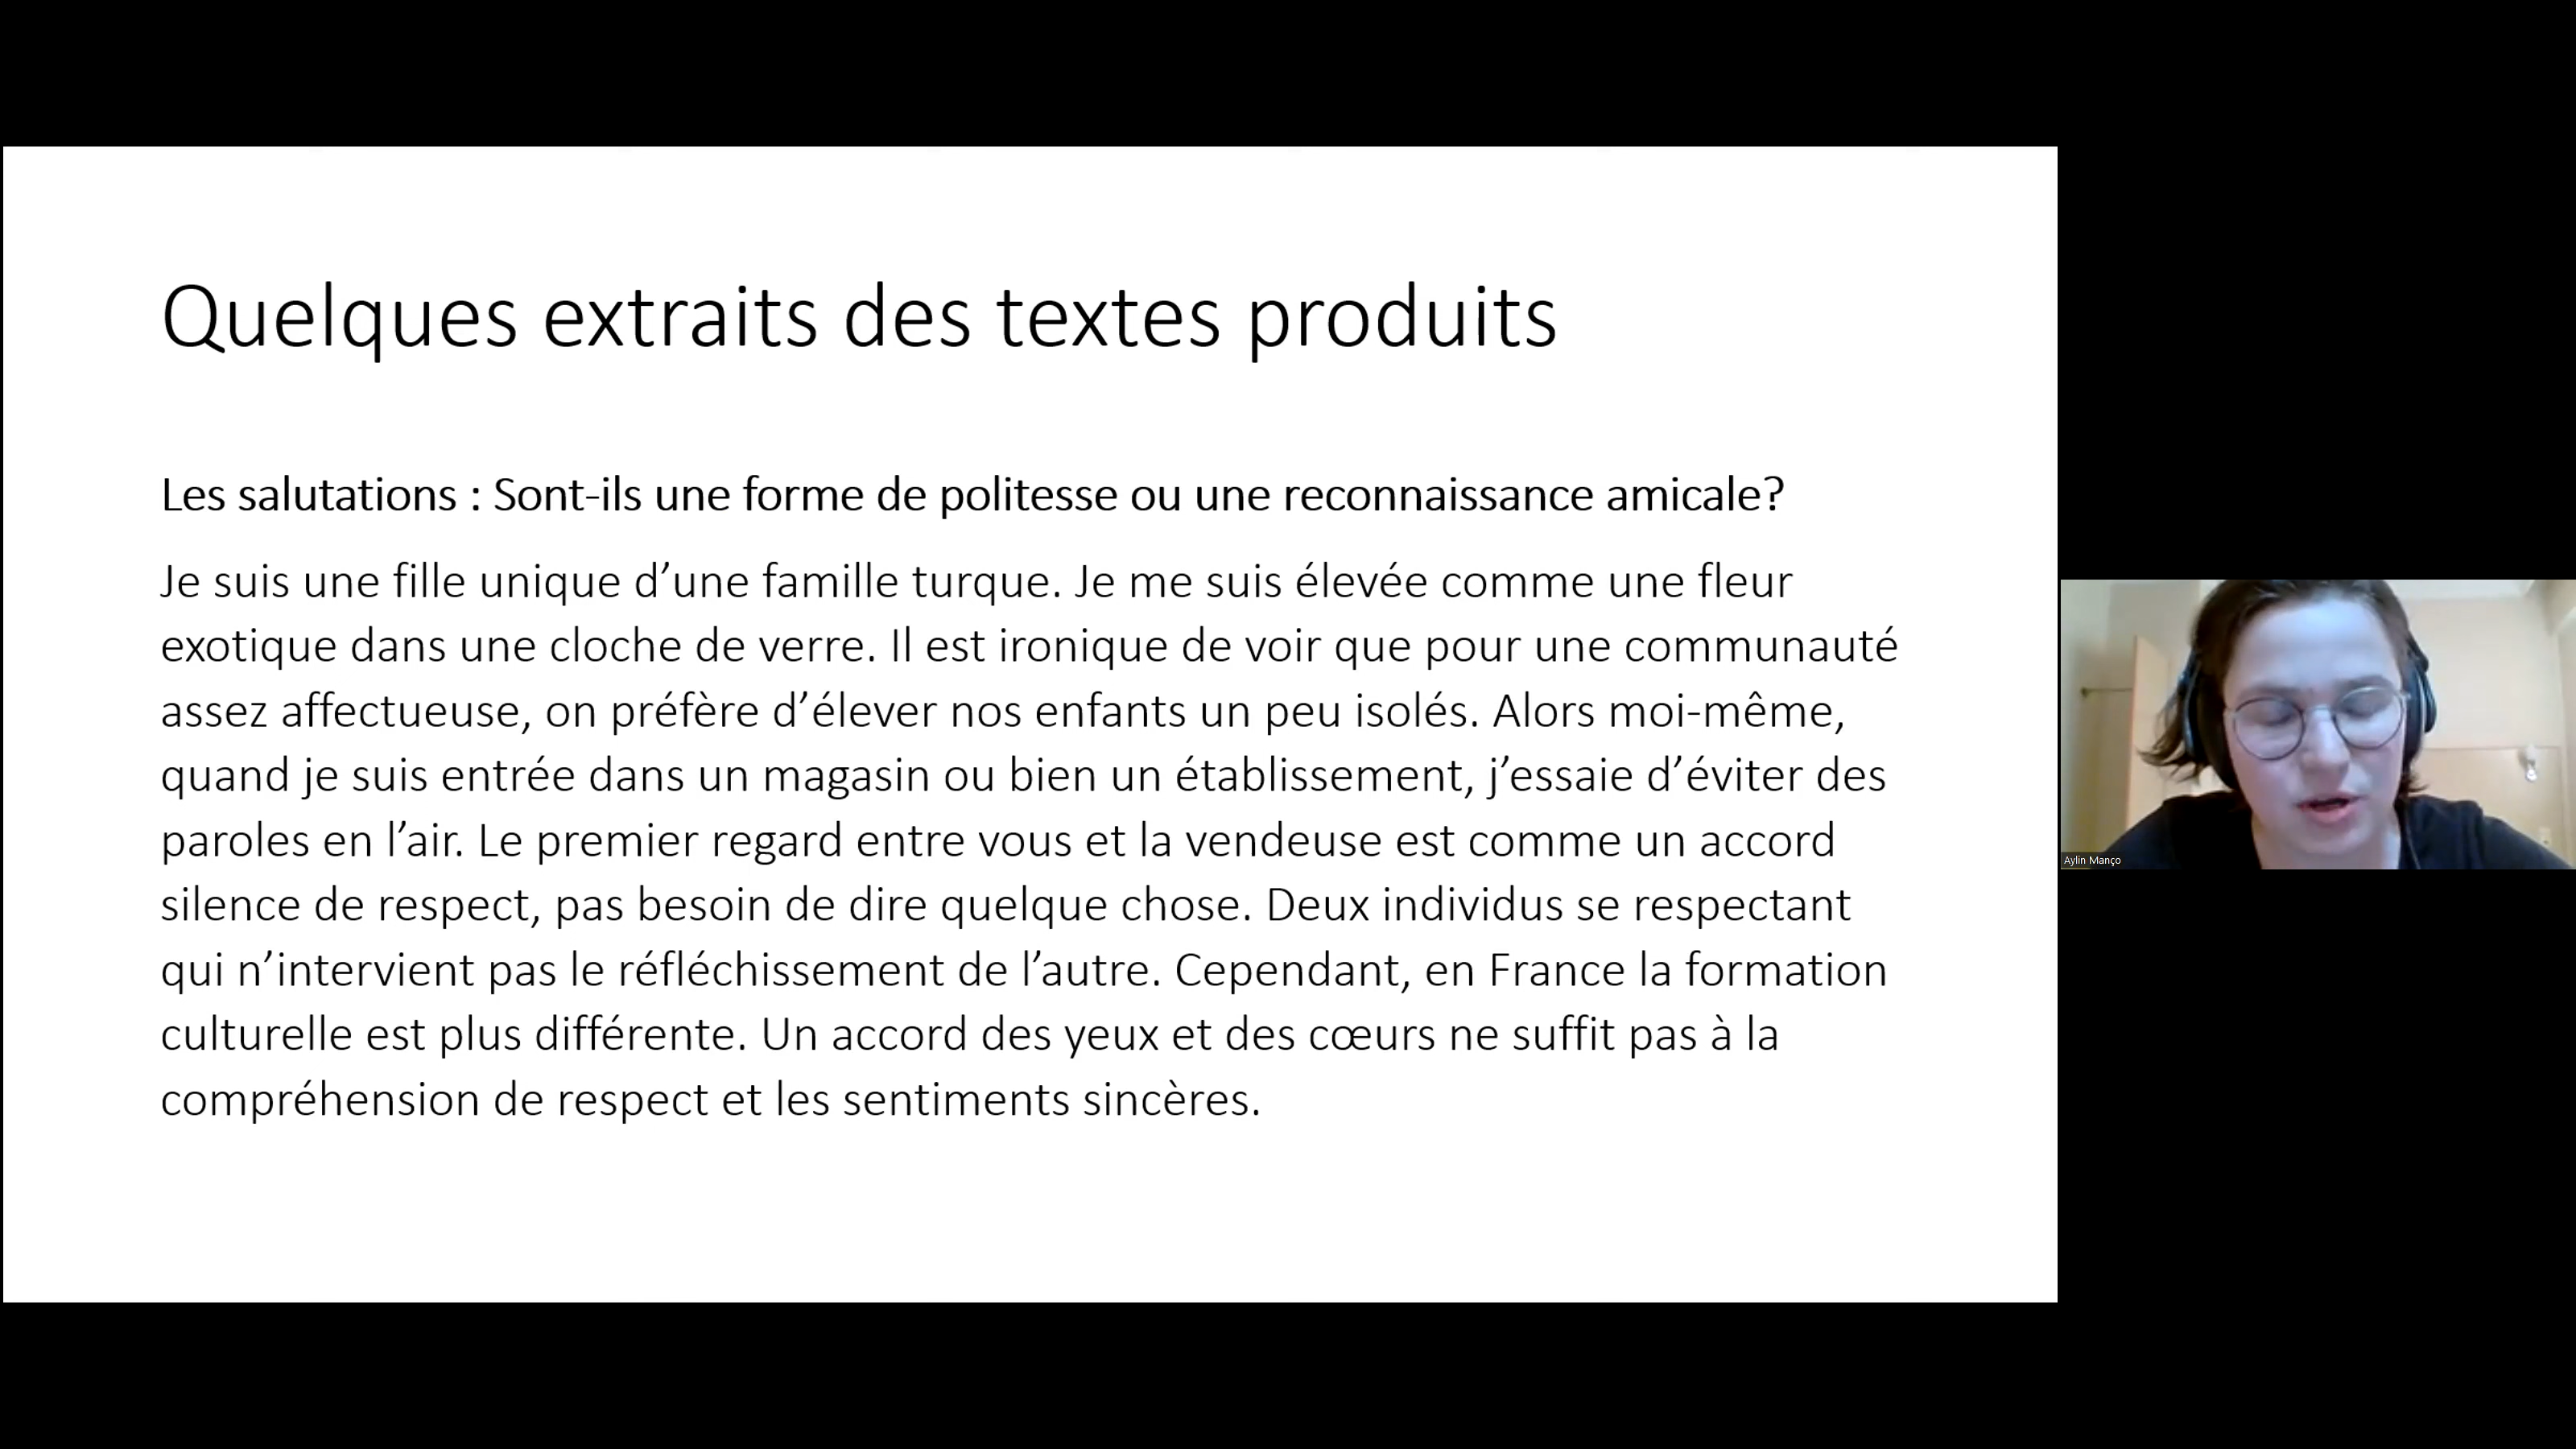 Quelques extraits des textes produits
Les salutations : Sont-ils une forme de politesse ou une reconnaissance amicale?
Je suis une fille unique d’une famille turque. Je me suis élevée comme une fleur
exotique dans une cloche de verre. Il est ironique de voir que pour une communauté
assez affectueuse, on préfère d’élever nos enfants un peu isolés. Alors moi-même,
quand je suis entrée dans un magasin ou bien un établissement, j’essaie d’éviter des
paroles en l’air. Le premier regard entre vous et la vendeuse est comme un accord
silence de respect, pas besoin de dire quelque chose. Deux individus se respectant
qui n’intervient pas le réfléchissement de l’autre. Cependant, en France la formation
culturelle est plus différente. Un accord des yeux et des cœurs ne suffit pas à la
compréhension de respect et les sentiments sincères.
Aylin Manço